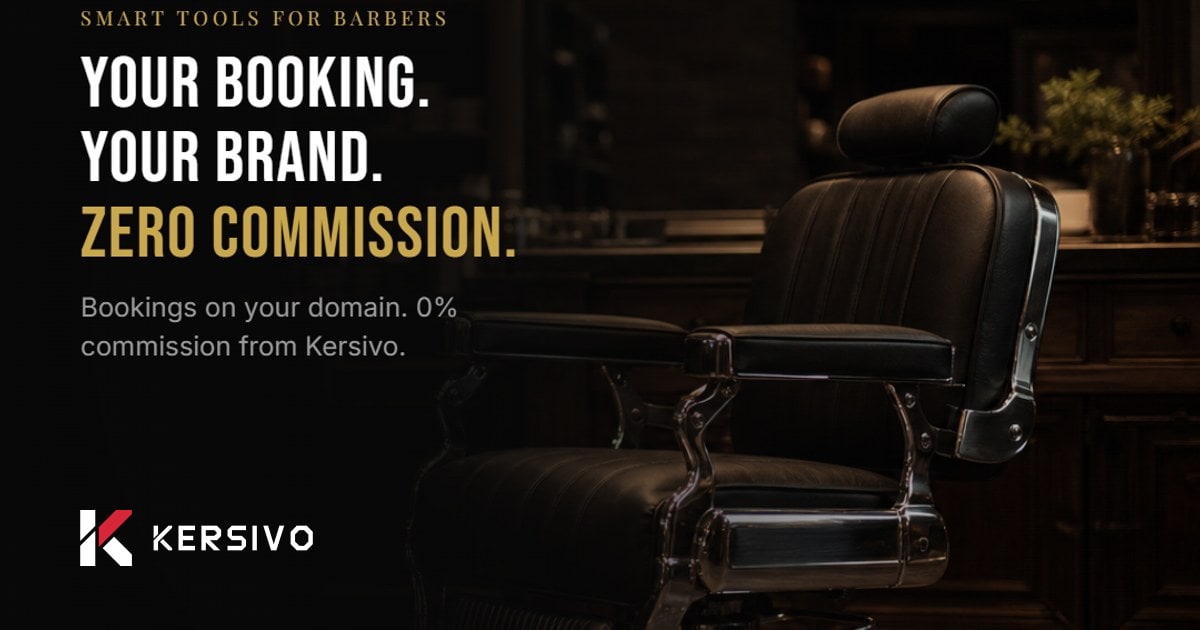 SMART TOOLS FOR BARBERS
YOUR BOOKING.
YOUR BRAND.
ZERO COMMISSION.
Bookings on your domain. 0%
commission from Kersivo.
KERSIVO